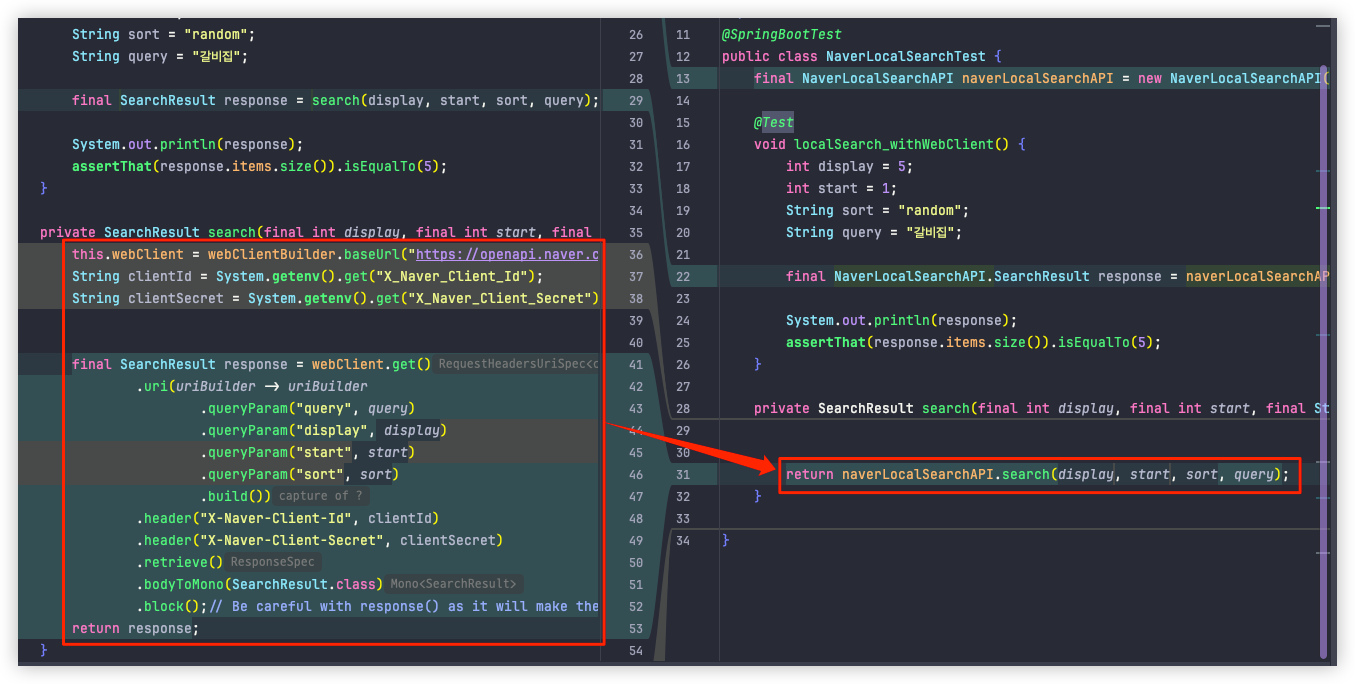 String sort = "random";
String query = "갈비집";
final SearchResult response = search(display, start, sort, query);
System.out.println(response);
assertThat(response.items.size()).isEqualTo(5);
}
private SearchResult search(final int display, final int start, final
this.webClient = webClientBuilder.baseUrl("https://openapi.naver.c
String clientId = System.getenv().get("X_Naver_Client_Id");
String clientSecret = System.getenv().get("X_Naver_Client_Secret")
final SearchResult response = webClient.get() RequestHeadersUriSpec<c
.uri(uriBuilder → uriBuilder
.queryParam("query", query)
.queryParam("display", display)
.queryParam("start", start)
.queryParam("sort", sort)
.build()) capture of ?
.header("X-Naver-Client-Id", clientId)
.header("X-Naver-Client-Secret", clientSecret)
.retrieve() ResponseSpec
.bodyToMono(SearchResult.class) Mono<SearchResult>
.block();// Be careful with response() as it will make the
return response;
}
26
27
28
29
30
31
32
33
34
35
36
37
38
39
40
41
42
43
44
45
46
47
48
49
50
51
52
53
54
11 @SpringBootTest
12 public class NaverLocalSearchTest {
13 final NaverLocalSearchAPI naverLocalSearchAPI = new NaverLocalSearchAPI(
14
15 @Test
16 void localSearch_withWebClient() {
17 int display = 5;
18 int start = 1;
19 String sort = "random";
20 String query = "갈비집";
21
22 final NaverLocalSearchAPI.SearchResult response = naverLocalSearchAP
23
24 System.out.println(response);
25 assertThat(response.items.size()).isEqualTo(5);
26 }
27
28 private SearchResult search(final int display, final int start, final St
29
30
31 return naverLocalSearchAPI.search(display, start, sort, query);
32 }
33
34 }